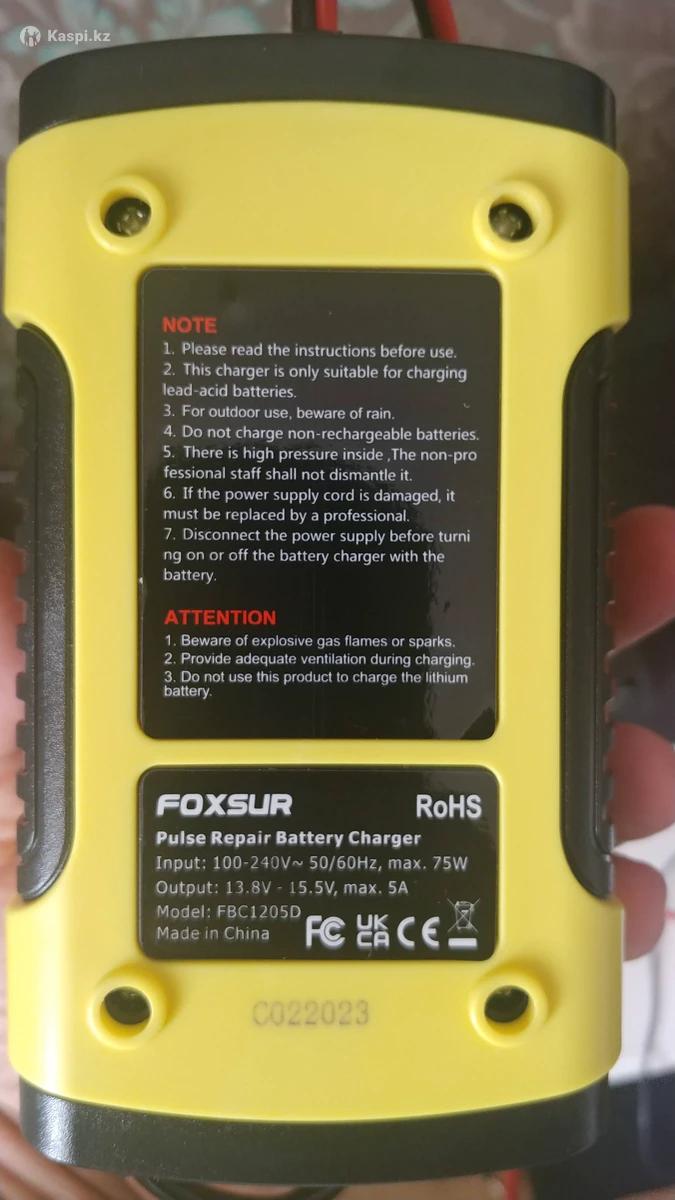 Kaspi.kz
NOTE
1. Please read the instructions before use.
2. This charger is only suitable for charging
lead-acid batteries.
3. For outdoor use, beware of rain.
4. Do not charge non-rechargeable batteries.
5. There is high pressure inside ,The non-pro
fessional staff shall not dismantle it.
6. If the power supply cord is damaged, it
must be replaced by a professional.
7. Disconnect the power supply before turni
ng on or off the battery charger with the
battery.
ATTENTION
1. Beware of explosive gas flames or sparks.
2. Provide adequate ventilation during charging.
3. Do not use this product to charge the lithium
battery.
FOXSUR RoHS
Pulse Repair Battery Charger
Input: 100-240V~ 50/60Hz, max. 75W
Output: 13.8V - 15.5V, max. 5A
Model: FBC1205D
Made in China FC UK CA CE
C022023